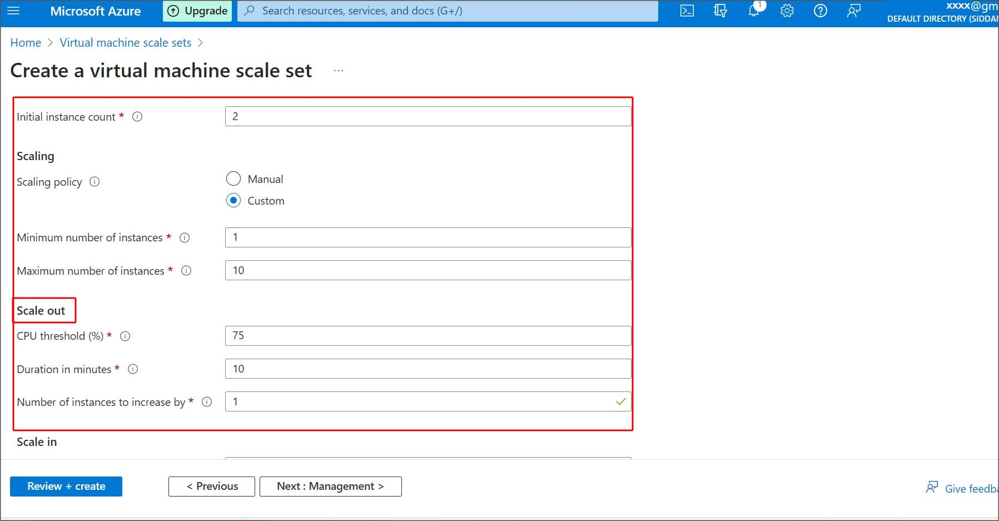 Microsoft Azure
Upgrade
Search resources, services, and docs (G+/)
1
xxxx@gm
DEFAULT DIRECTORY (SIDDAI
Home > Virtual machine scale sets >
Create a virtual machine scale set ...
Initial instance count * 2
Scaling
Scaling policy
Manual
Custom
Minimum number of instances * 1
Maximum number of instances * 10
Scale out
CPU threshold (%) * 75
Duration in minutes * 10
Number of instances to increase by * 1
Scale in
Review + create
< Previous
Next : Management >
Give feedba